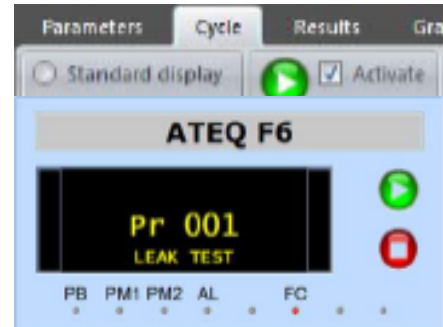 Parameters Cycle Results Gra
Standard display Activate
ATEQ F6
Pr 001
LEAK TEST
PB PM1 PM2 AL FC